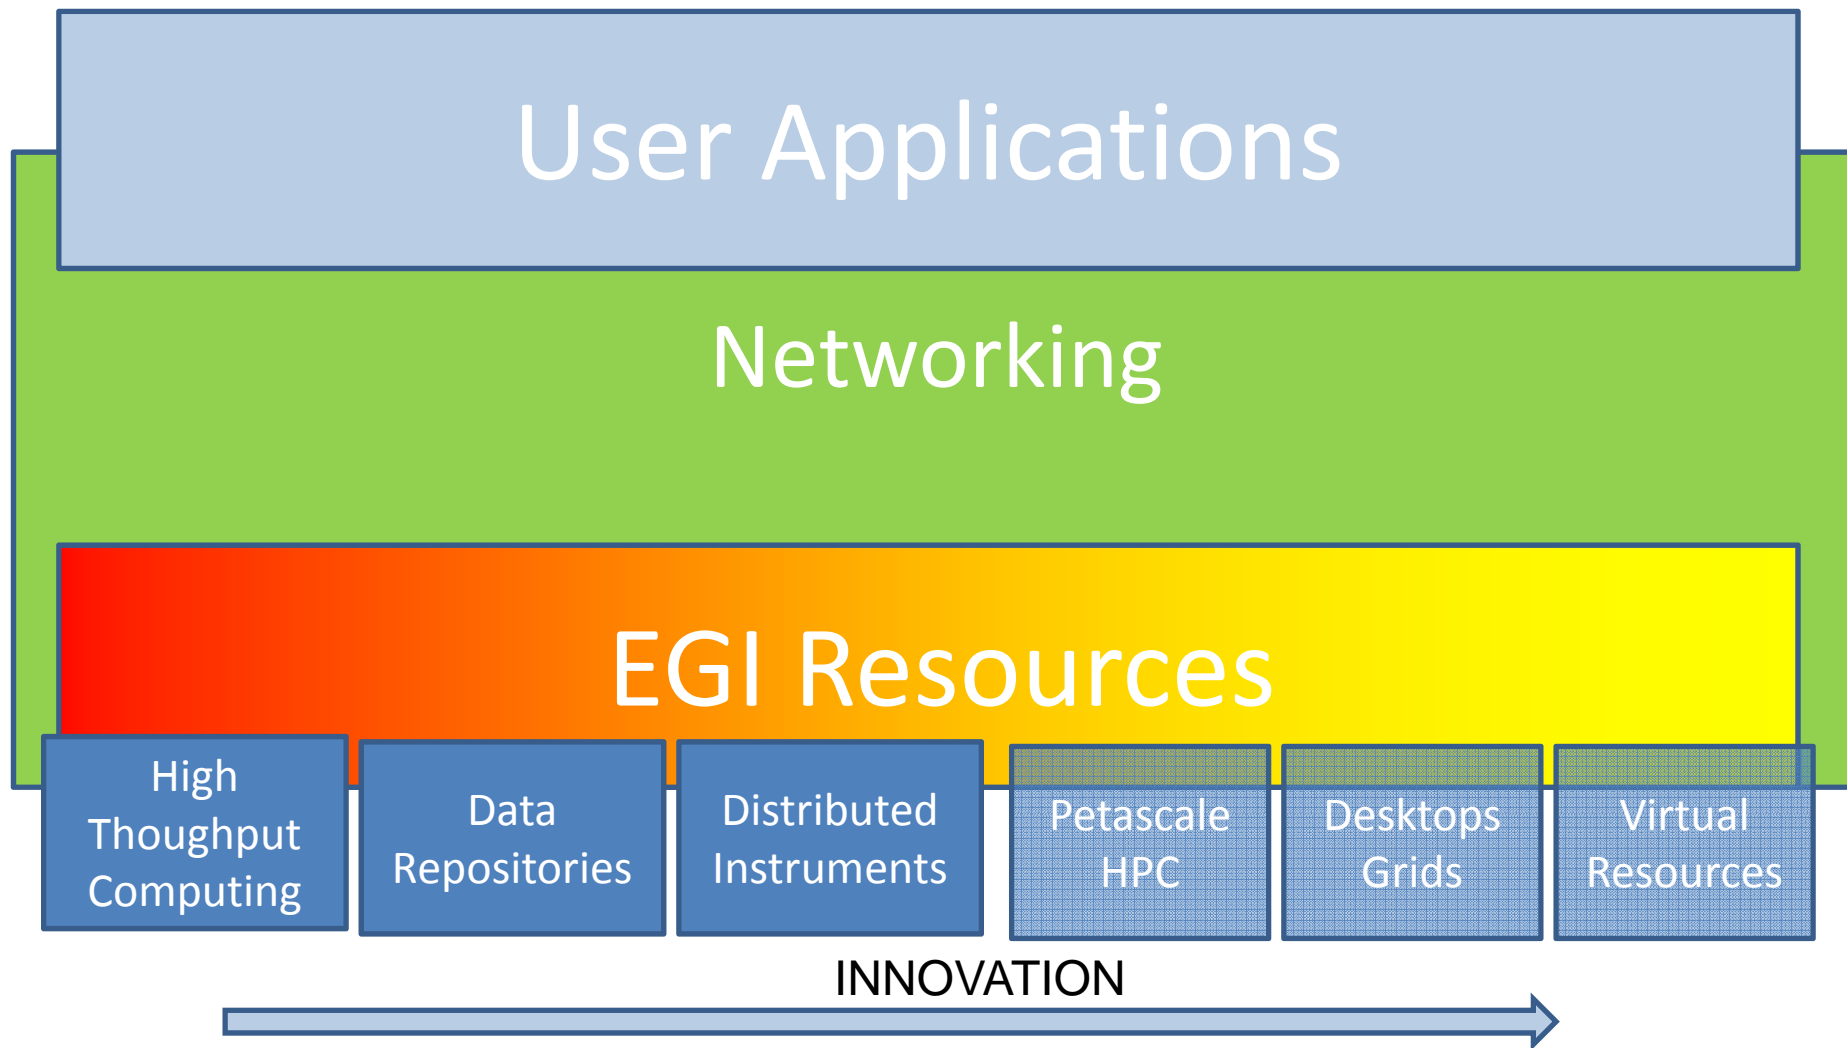 User Applications
Networking
EGI Resources
High
Thoughput
Computing
Data
Repositories
Distributed
Instruments
Petascale
HPC
Desktops
Grids
Virtual
Resources
INNOVATION